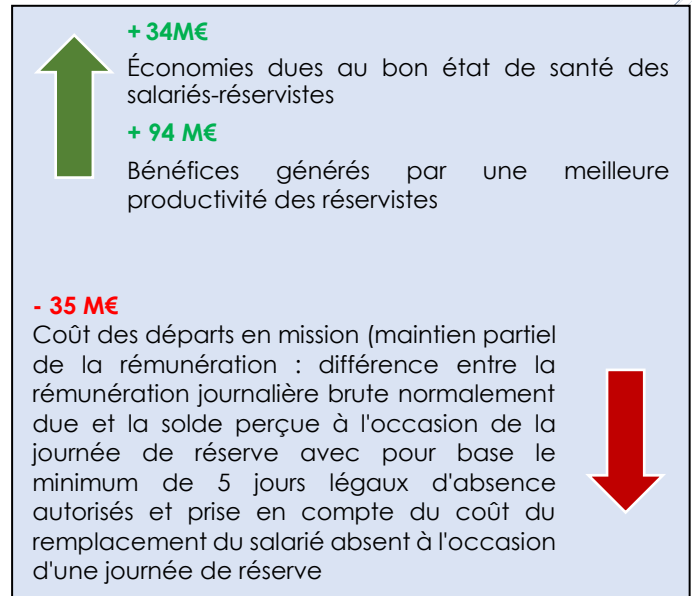 + 34M€
Économies dues au bon état de santé des
salariés-réservistes
+ 94 M€
Bénéfices générés par une meilleure
productivité des réservistes
- 35 M€
Coût des départs en mission (maintien partiel
de la rémunération : différence entre la
rémunération journalière brute normalement
due et la solde perçue à l'occasion de la
journée de réserve avec pour base le
minimum de 5 jours légaux d'absence
autorisés et prise en compte du coût du
remplacement du salarié absent à l'occasion
d'une journée de réserve